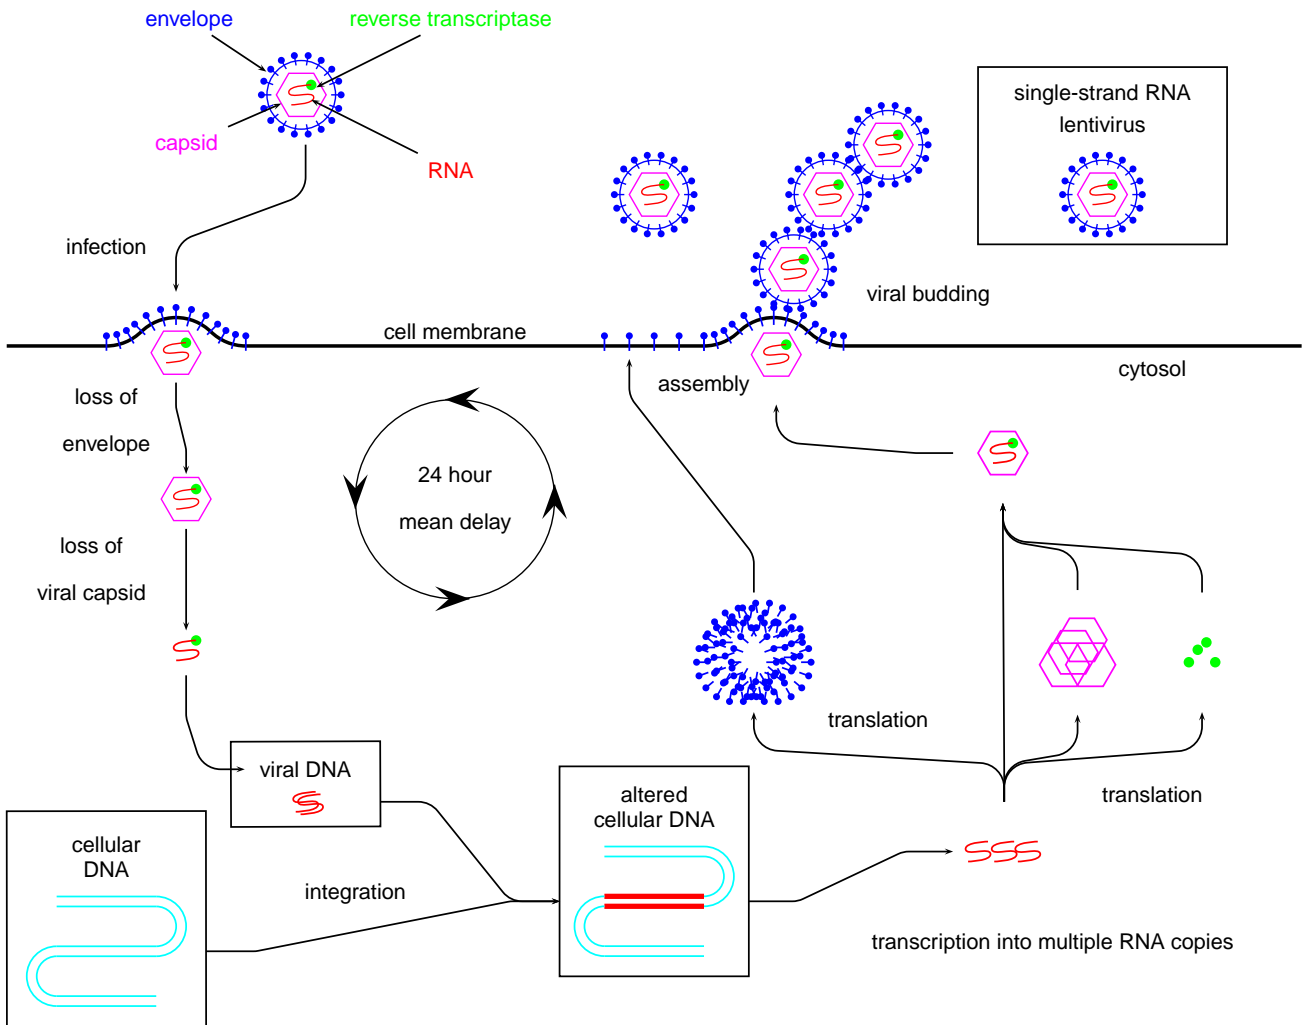 envelope
reverse transcriptase
capsid
RNA
single-strand RNA
lentivirus
infection
viral budding
cell membrane
cytosol
assembly
loss of
envelope
24 hour
mean delay
loss of
viral capsid
translation
viral DNA
altered
cellular DNA
translation
cellular
DNA
integration
transcription into multiple RNA copies